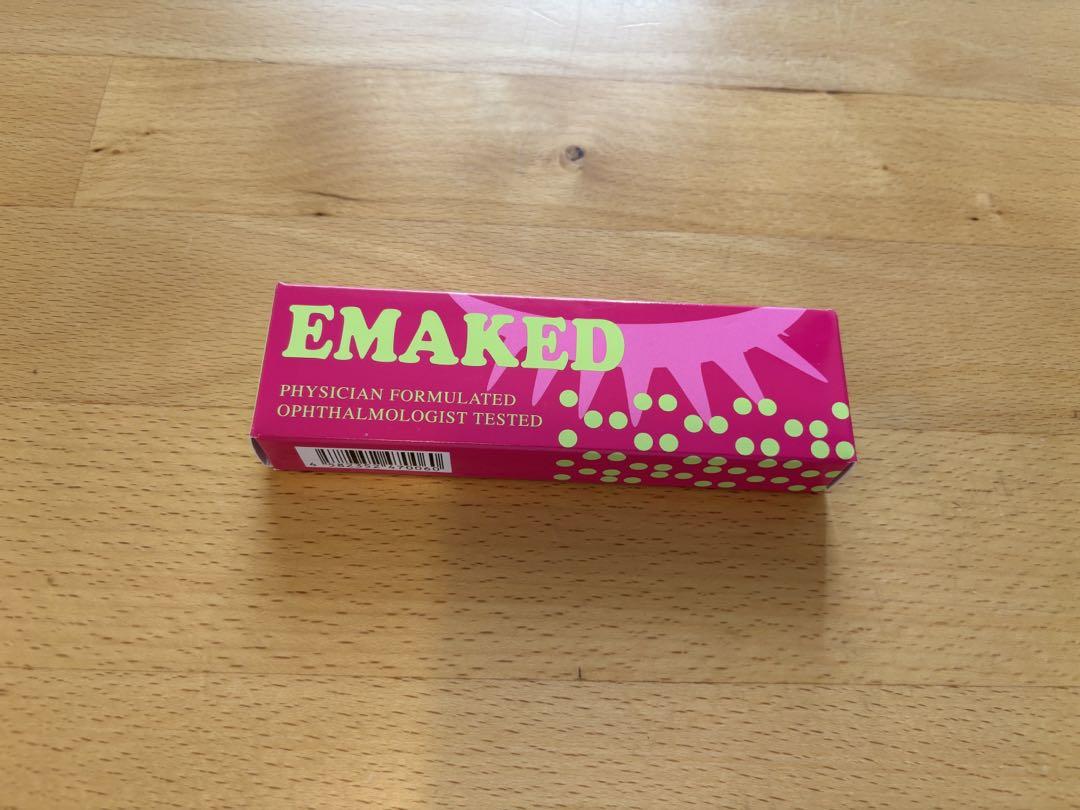 EMAKED
PHYSICIAN FORMULATED
OPHTHALMOLOGIST TESTED